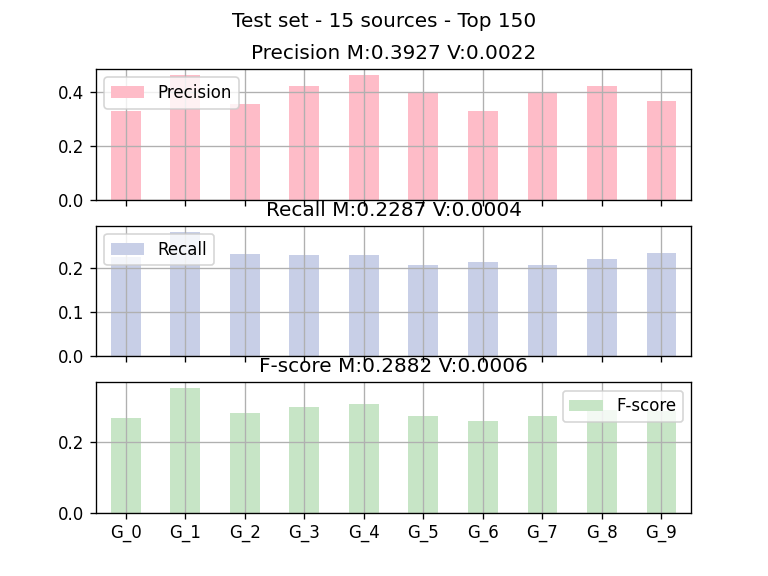 Test set - 15 sources - Top 150
Precision M:0.3927 V:0.0022
Precision
0.4
0.2
0.0
Recall M:0.2287 V:0.0004
Recall
0.2
0.1
0.0
F-score M:0.2882 V:0.0006
F-score
0.2
0.0
G_0 G_1 G_2 G_3 G_4 G_5 G_6 G_7 G_8 G_9